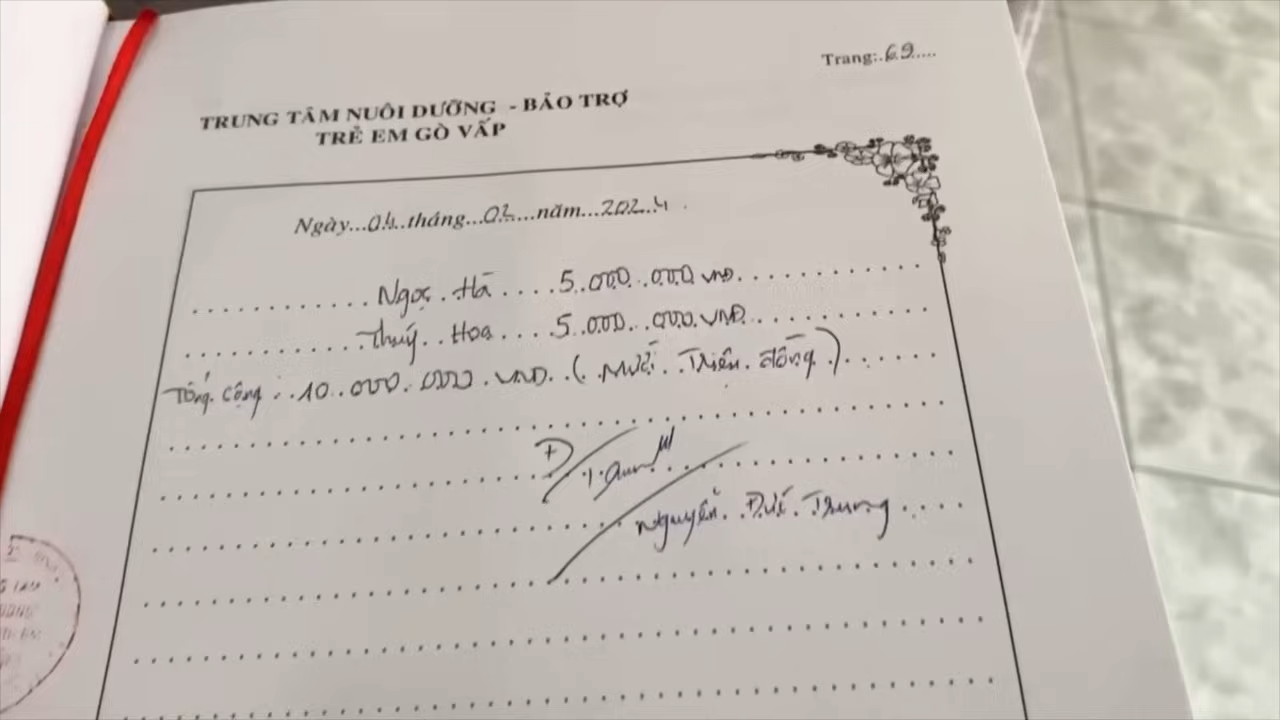 Trang:..69.....
TRUNG TÂM NUÔI DƯỠNG - BẢO TRỢ
TRẺ EM GÒ VẤP
Ngày...04..tháng...02....năm...2024.
Ngọc Hà 5.000.000 VNĐ
Thuý Hoa 5.000.000 VNĐ
Tổng cộng: 10.000.000 VNĐ (Mười Triệu đồng)
Nguyễn Đức Trung